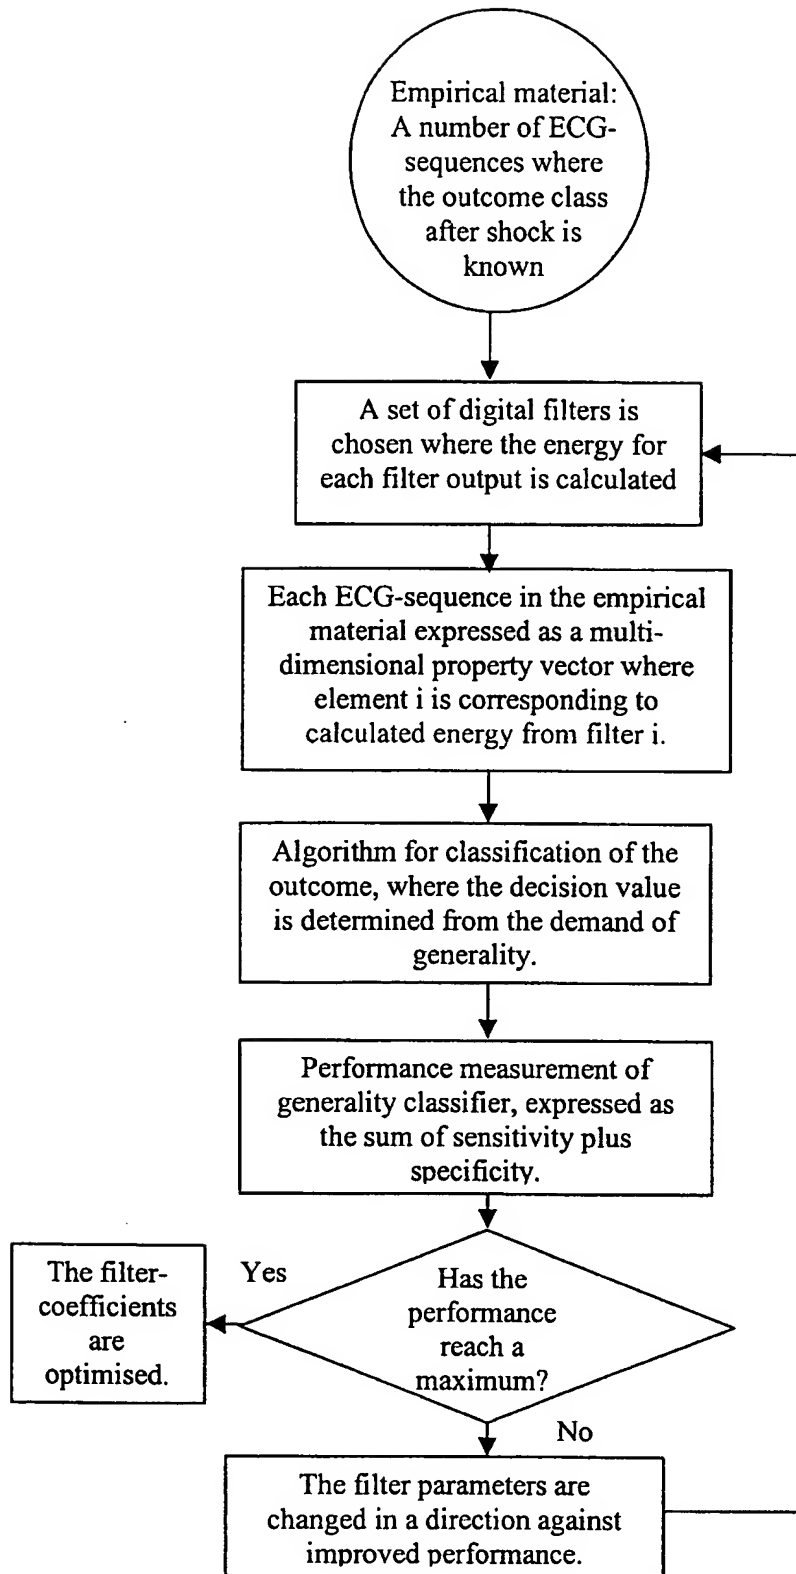 Empirical material:
A number of ECG-
sequences where
the outcome class
after shock is
known
A set of digital filters is
chosen where the energy for
each filter output is calculated
Each ECG-sequence in the empirical
material expressed as a multi-
dimensional property vector where
element i is corresponding to
calculated energy from filter i.
Algorithm for classification of the
outcome, where the decision value
is determined from the demand of
generality.
Performance measurement of
generality classifier, expressed as
the sum of sensitivity plus
specificity.
Has the
performance
reach a
maximum?
Yes
The filter-
coefficients
are
optimised.
No
The filter parameters are
changed in a direction against
improved performance.